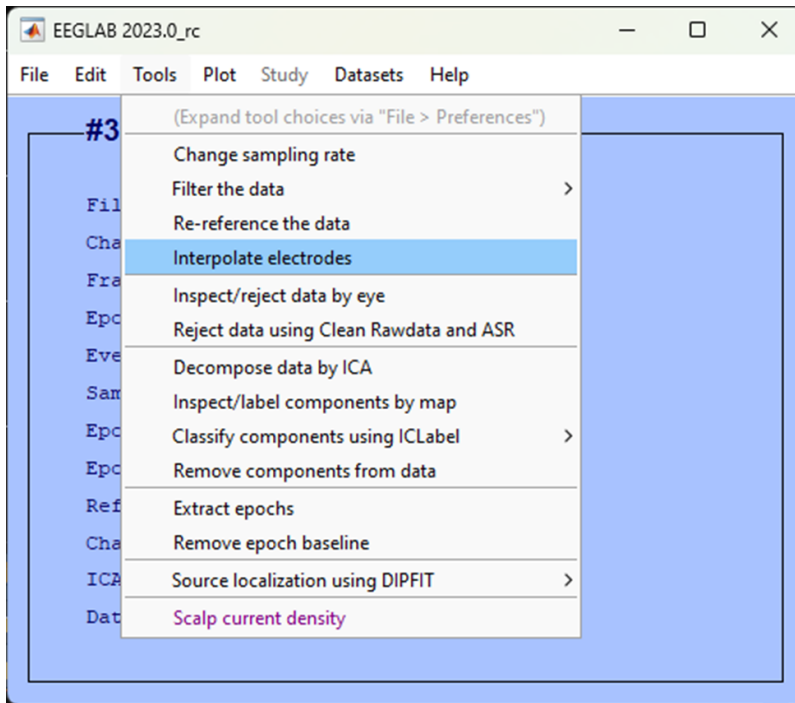 EEGLAB 2023.0_rc
File Edit Tools Plot Study Datasets Help
#3
(Expand tool choices via "File > Preferences")
Change sampling rate
Filter the data
Re-reference the data
Interpolate electrodes
Inspect/reject data by eye
Reject data using Clean Rawdata and ASR
Decompose data by ICA
Inspect/label components by map
Classify components using ICLabel
Remove components from data
Extract epochs
Remove epoch baseline
Source localization using DIPFIT
Scalp current density
Fil
Cha
Fra
Epc
Eve
Sam
Epc
Epc
Ref
Cha
ICA
Dat